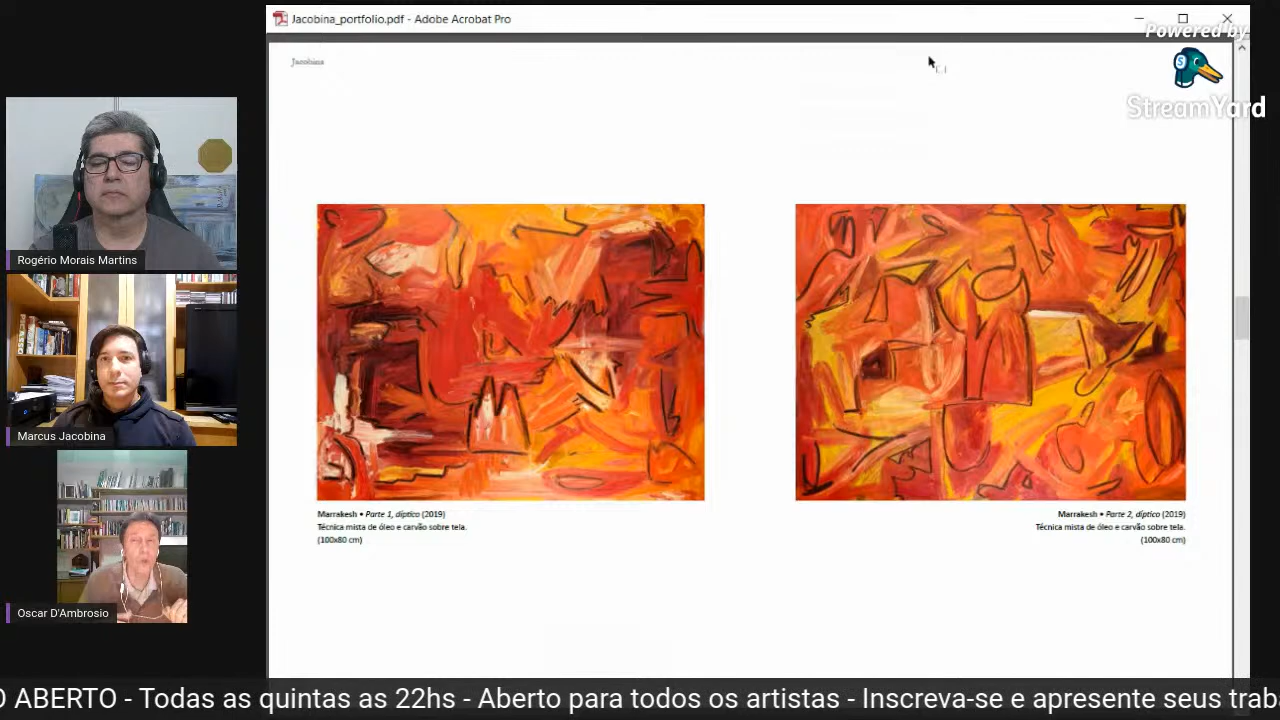 Jacobina_portfolio.pdf - Adobe Acrobat Pro
Powered by
StreamYard
Jacobina
Rogério Morais Martins
Marcus Jacobina
Oscar D'Ambrosio
Marrakesh • Parte 1, díptico (2019)
Técnica mista de óleo e carvão sobre tela.
(100x80 cm)
Marrakesh • Parte 2, díptico (2019)
Técnica mista de óleo e carvão sobre tela.
(100x80 cm)
O ABERTO - Todas as quintas as 22hs - Aberto para todos os artistas - Inscreva-se e apresente seus trab